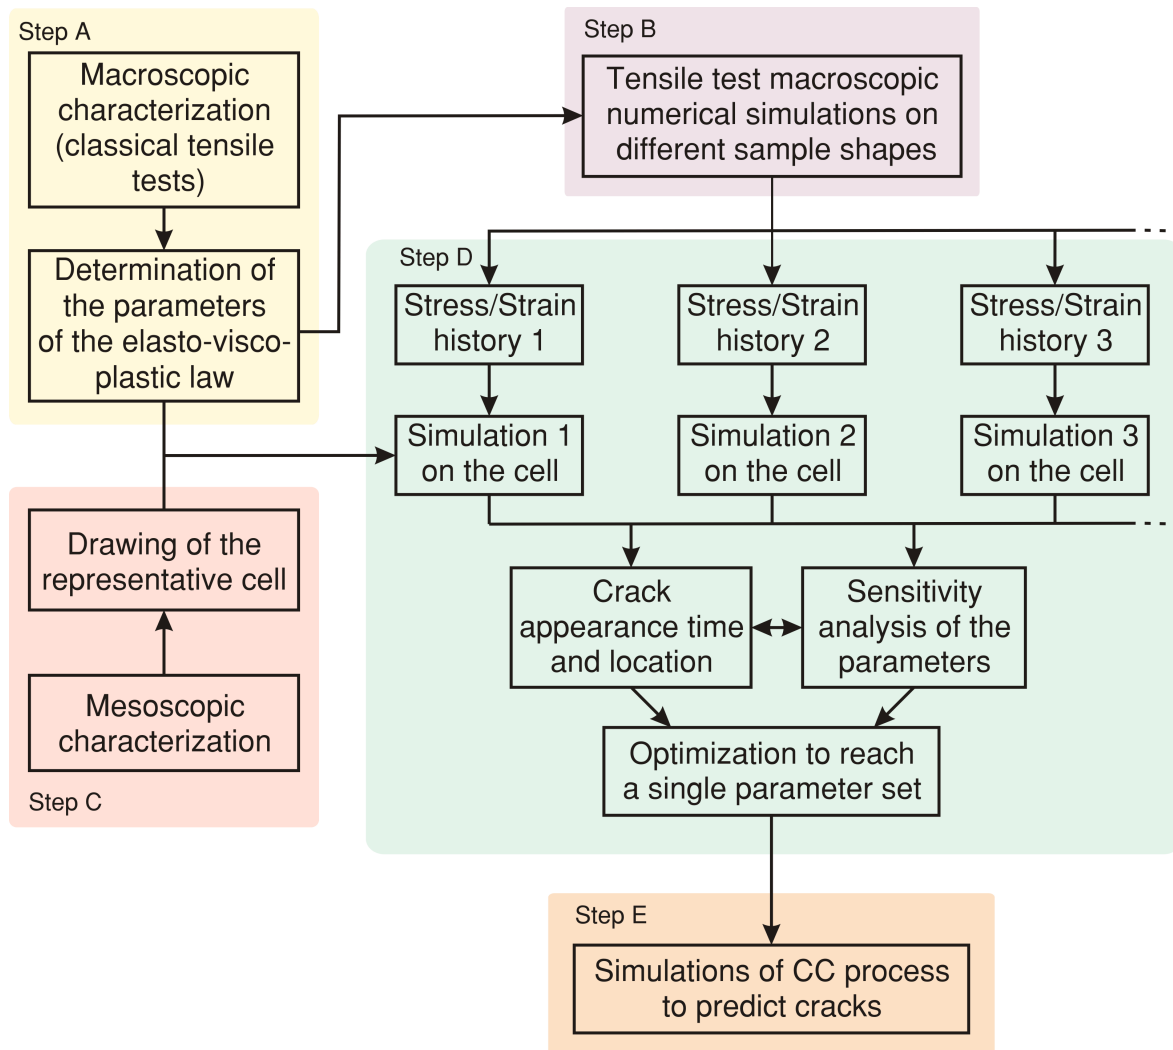 Step A
Macroscopic
characterization
(classical tensile
tests)
Determination of
the parameters
of the elasto-visco-
plastic law
Step B
Tensile test macroscopic
numerical simulations on
different sample shapes
Step C
Drawing of the
representative cell
Mesoscopic
characterization
Step D
Stress/Strain
history 1
Stress/Strain
history 2
Stress/Strain
history 3
Simulation 1
on the cell
Simulation 2
on the cell
Simulation 3
on the cell
Crack
appearance time
and location
Sensitivity
analysis of the
parameters
Optimization to reach
a single parameter set
Step E
Simulations of CC process
to predict cracks